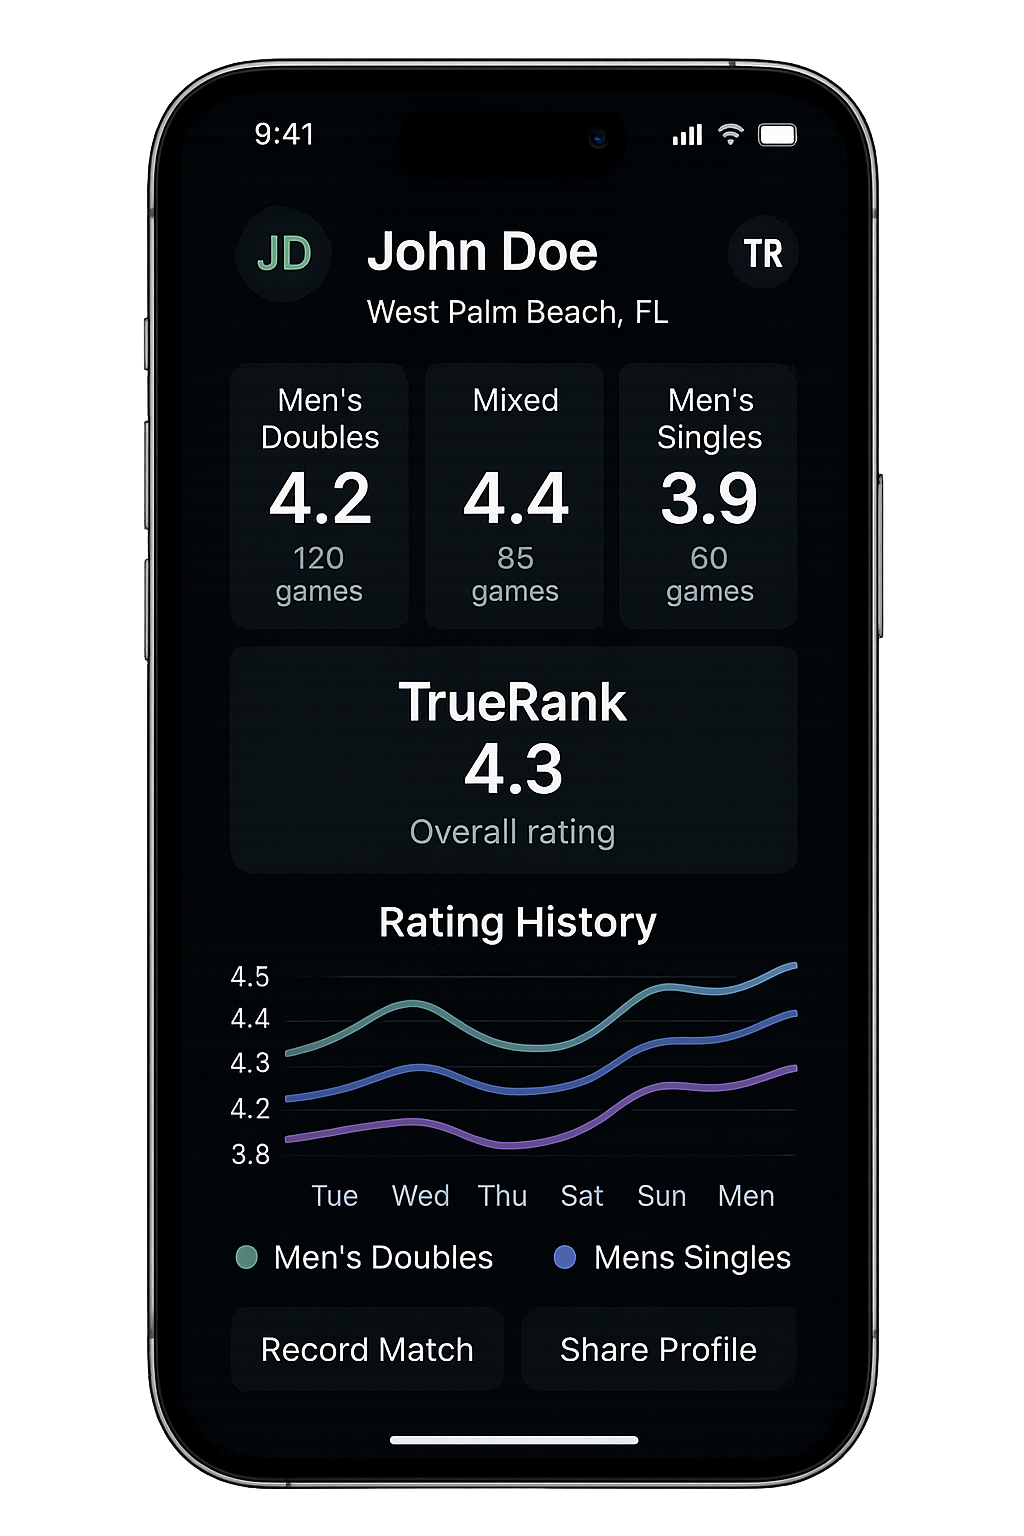 9:41
JD
John Doe
TR
West Palm Beach, FL
Men's
Doubles
4.2
120
games
Mixed
4.4
85
games
Men's
Singles
3.9
60
games
TrueRank
4.3
Overall rating
Rating History
4.5
4.4
4.3
4.2
3.8
Tue Wed Thu Sat Sun Men
Men's Doubles Mens Singles
Record Match Share Profile